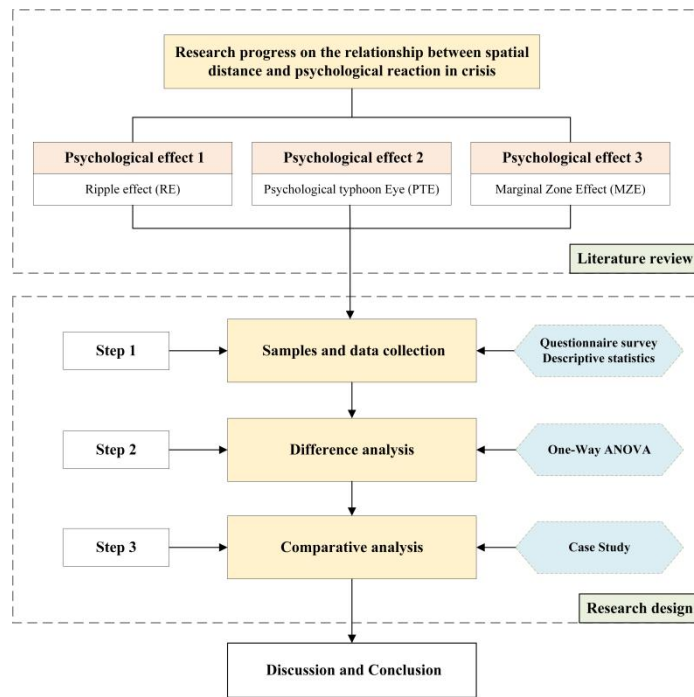 Research progress on the relationship between spatial
distance and psychological reaction in crisis
Psychological effect 1
Ripple effect (RE)
Psychological effect 2
Psychological typhoon Eye (PTE)
Psychological effect 3
Marginal Zone Effect (MZE)
Literature review
Step 1
Samples and data collection
Questionnaire survey
Descriptive statistics
Step 2
Difference analysis
One-Way ANOVA
Step 3
Comparative analysis
Case Study
Research design
Discussion and Conclusion